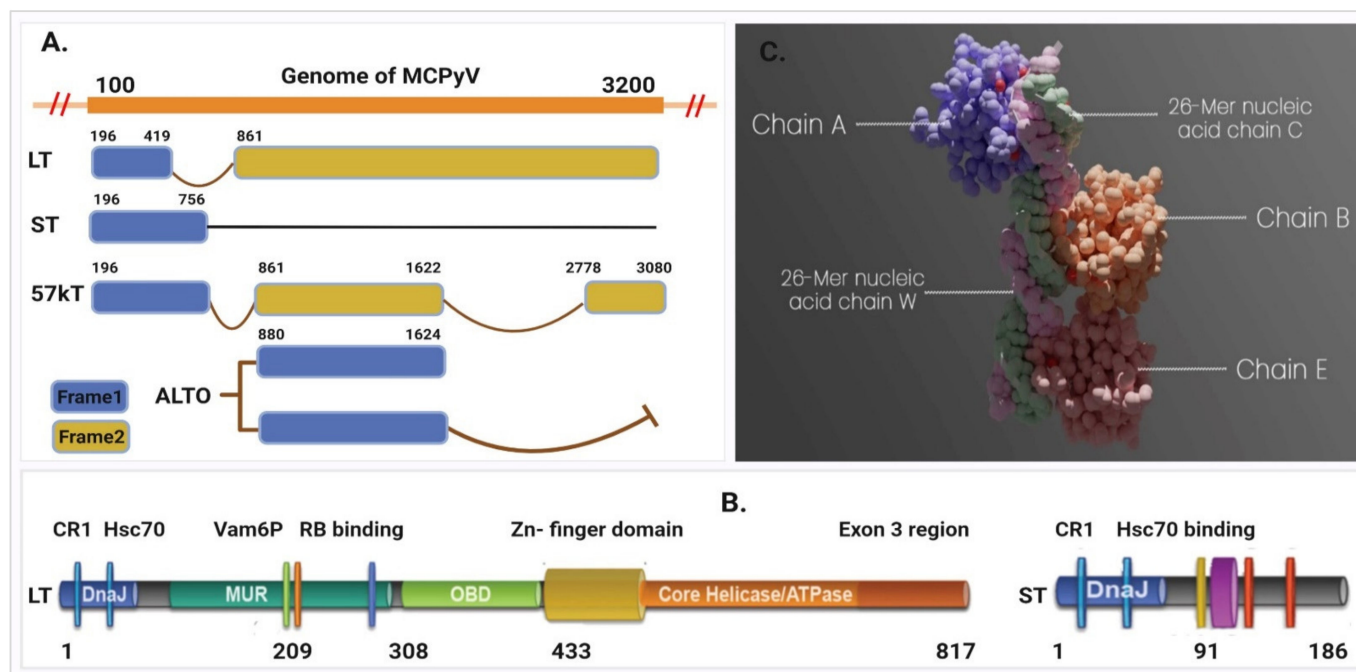 A.
Genome of MCPyV
100 3200
196 419 861
LT
196 756
ST
196 861 1622 2778 3080
57kT
880 1624
ALTO
Frame1
Frame2
C.
Chain A
26-Mer nucleic
acid chain C
Chain B
26-Mer nucleic
acid chain W
Chain E
B.
CR1 Hsc70 Vam6P RB binding Zn- finger domain Exon 3 region
LT DnaJ MUR OBD Core Helicase/ATPase
1 209 308 433 817
CR1 Hsc70 binding
ST DnaJ
1 91 186